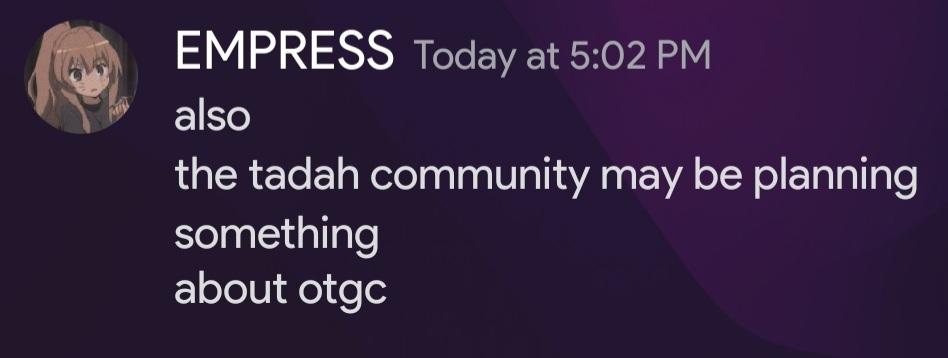 EMPRESS Today at 5:02 PM
also
the tadah community may be planning
something
about otgc